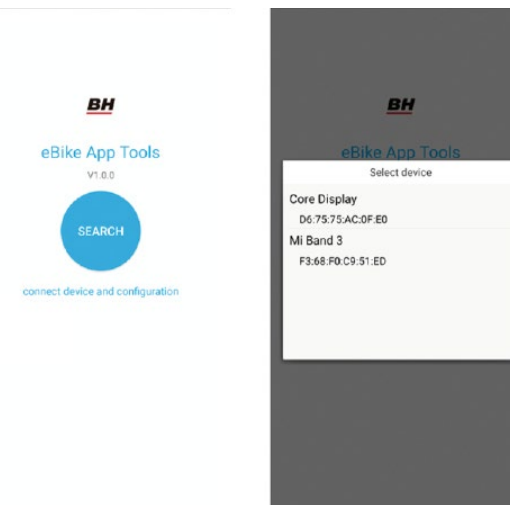 BH
eBike App Tools
V1.0.0
SEARCH
connect device and configuration
BH
eBike App Tools
Select device
Core Display
D6:75:75:AC:0F:E0
Mi Band 3
F3:68:F0:C9:51:ED